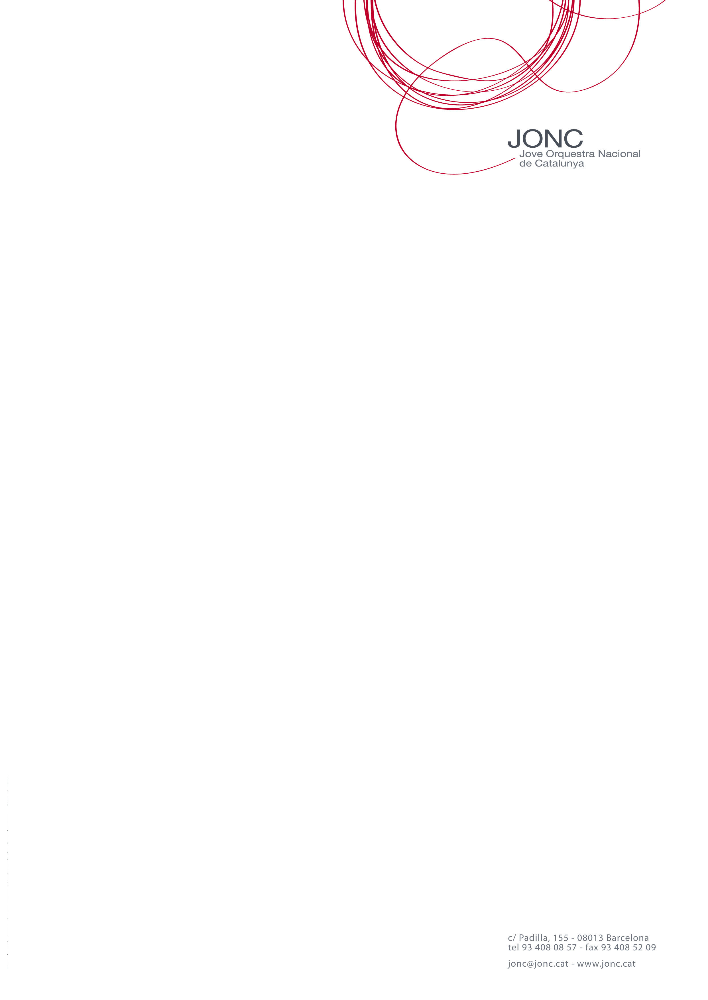 JONC
Jove Orquestra Nacional
de Catalunya
c/ Padilla, 155 - 08013 Barcelona
tel 93 408 08 57 - fax 93 408 52 09
jonc@jonc.cat - www.jonc.cat